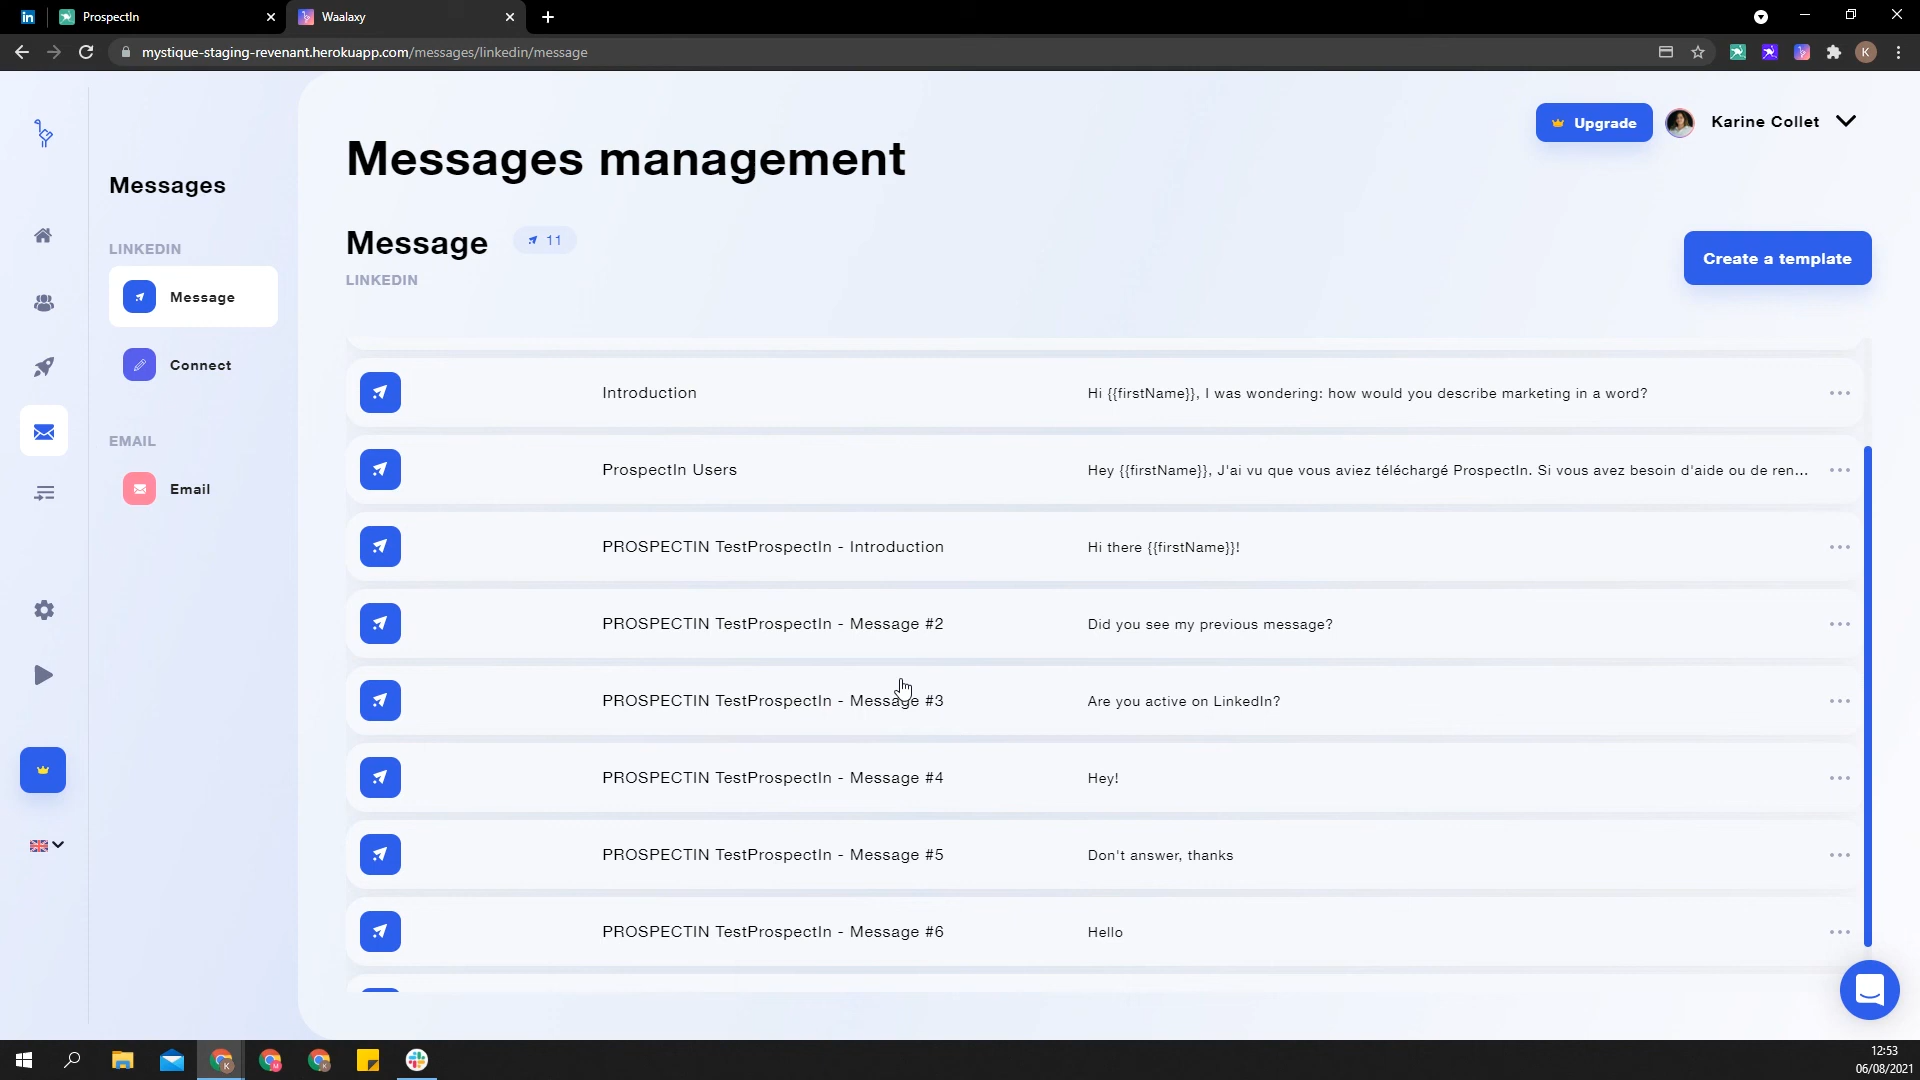 ProspectIn
Waalaxy
mystique-staging-revenant.herokuapp.com/messages/linkedin/message
K
Messages management
Upgrade
Karine Collet
Messages
Message
11
LINKEDIN
Create a template
LINKEDIN
Message
Connect
EMAIL
Email
Introduction
Hi {{firstName}}, I was wondering: how would you describe marketing in a word?
ProspectIn Users
Hey {{firstName}}, J'ai vu que vous aviez téléchargé ProspectIn. Si vous avez besoin d'aide ou de ren...
PROSPECTIN TestProspectIn - Introduction
Hi there {{firstName}}!
PROSPECTIN TestProspectIn - Message #2
Did you see my previous message?
PROSPECTIN TestProspectIn - Message #3
Are you active on LinkedIn?
PROSPECTIN TestProspectIn - Message #4
Hey!
PROSPECTIN TestProspectIn - Message #5
Don't answer, thanks
PROSPECTIN TestProspectIn - Message #6
Hello
12:53
06/08/2021